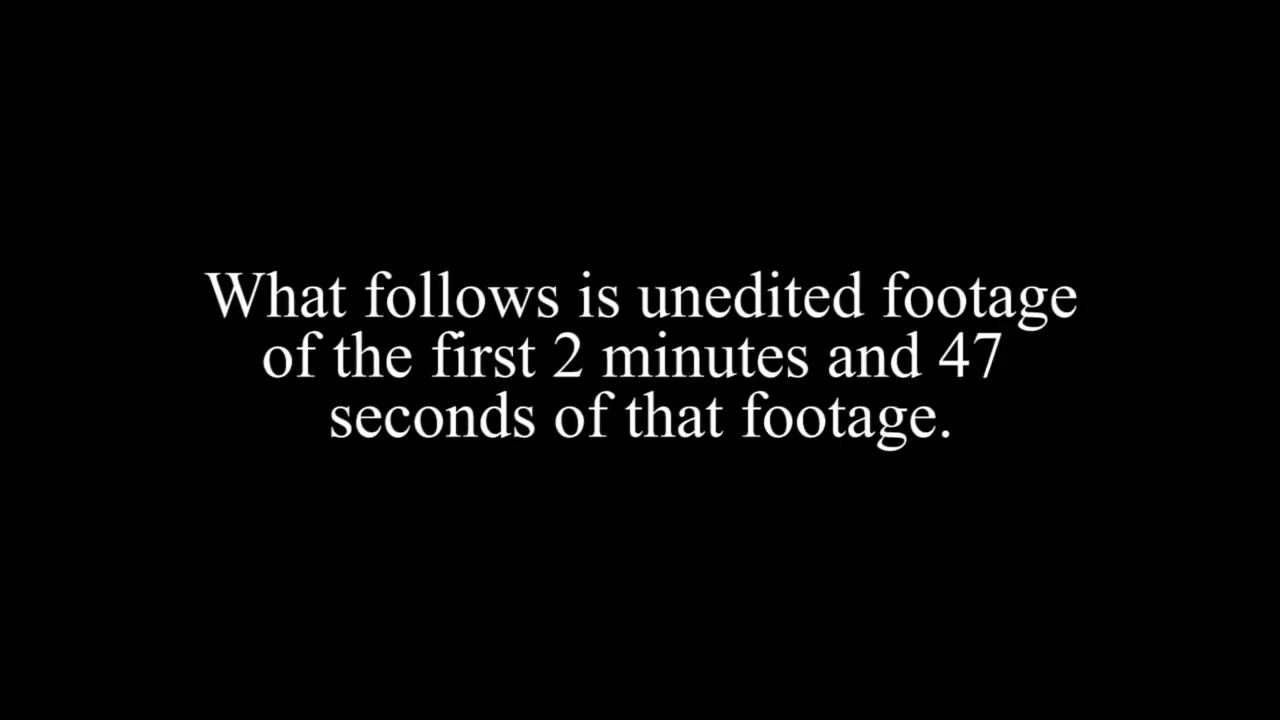 What follows is unedited footage
of the first 2 minutes and 47
seconds of that footage.